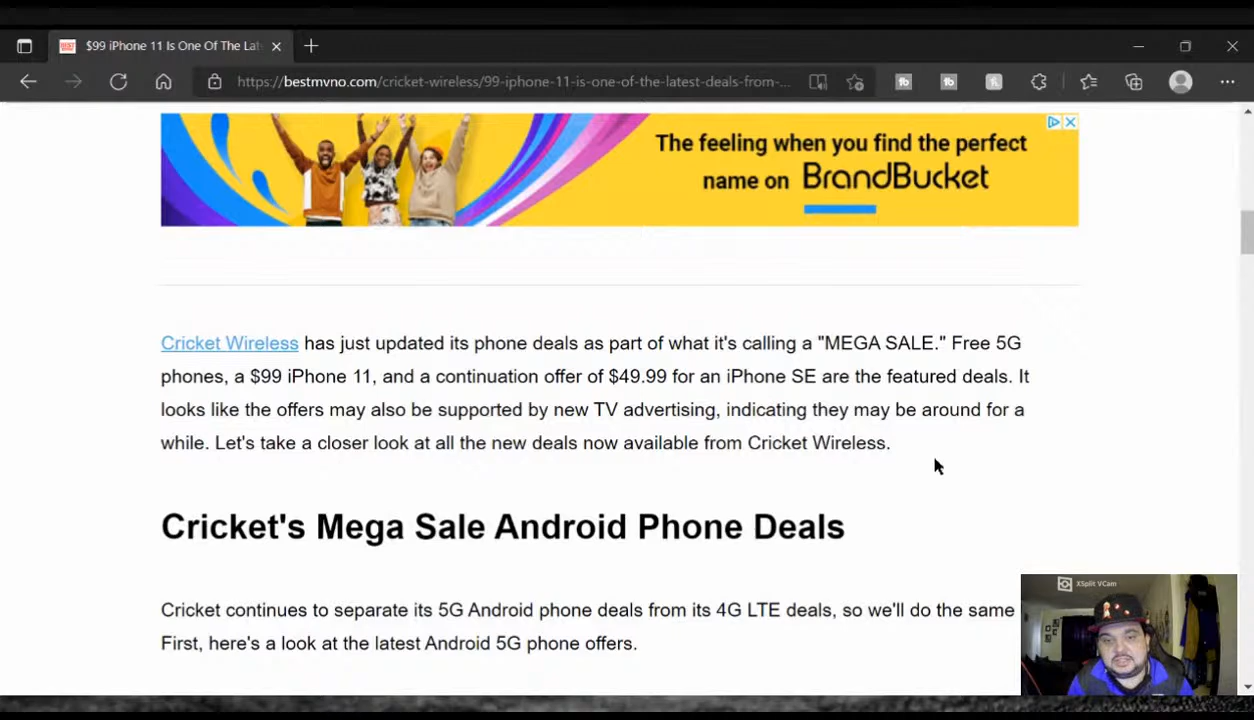 $99 iPhone 11 Is One Of The Lat
https://bestmvno.com/cricket-wireless/99-iphone-11-is-one-of-the-latest-deals-from-...
The feeling when you find the perfect
name on BrandBucket
Cricket Wireless has just updated its phone deals as part of what it's calling a "MEGA SALE." Free 5G
phones, a $99 iPhone 11, and a continuation offer of $49.99 for an iPhone SE are the featured deals. It
looks like the offers may also be supported by new TV advertising, indicating they may be around for a
while. Let's take a closer look at all the new deals now available from Cricket Wireless.
Cricket's Mega Sale Android Phone Deals
Cricket continues to separate its 5G Android phone deals from its 4G LTE deals, so we'll do the same
First, here's a look at the latest Android 5G phone offers.
XSplit VCam